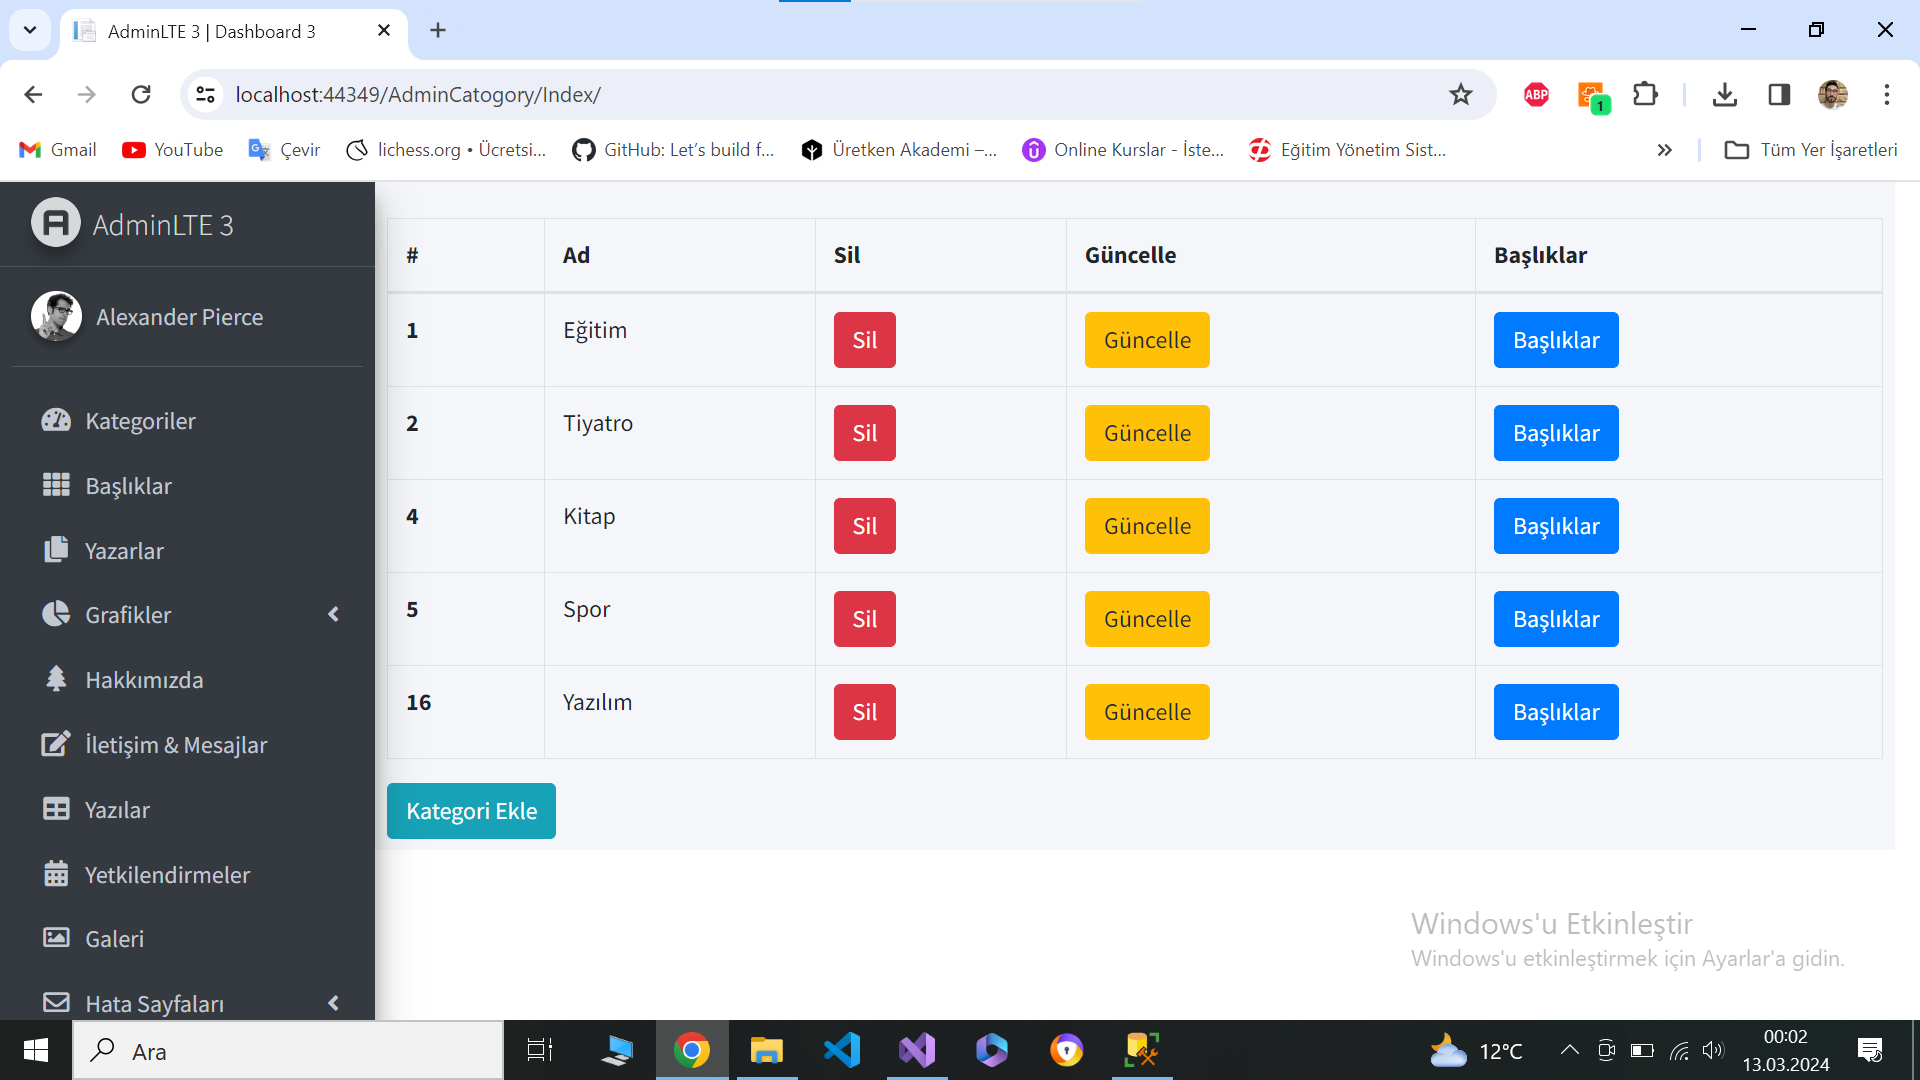 AdminLTE 3 | Dashboard 3
localhost:44349/AdminCatogory/Index/
ABP
1
Gmail
YouTube
Çevir
lichess.org • Ücretsi...
GitHub: Let's build f...
Üretken Akademi –...
Online Kurslar - İste...
Eğitim Yönetim Sist...
Tüm Yer İşaretleri
AdminLTE 3
Alexander Pierce
Kategoriler
Başlıklar
Yazarlar
Grafikler
Hakkımızda
İletişim & Mesajlar
Yazılar
Yetkilendirmeler
Galeri
Hata Sayfaları
# Ad Sil Güncelle Başlıklar
1 Eğitim Sil Güncelle Başlıklar
2 Tiyatro Sil Güncelle Başlıklar
4 Kitap Sil Güncelle Başlıklar
5 Spor Sil Güncelle Başlıklar
16 Yazılım Sil Güncelle Başlıklar
Kategori Ekle
Windows'u Etkinleştir
Windows'u etkinleştirmek için Ayarlar'a gidin.
Ara
12°C
00:02
13.03.2024